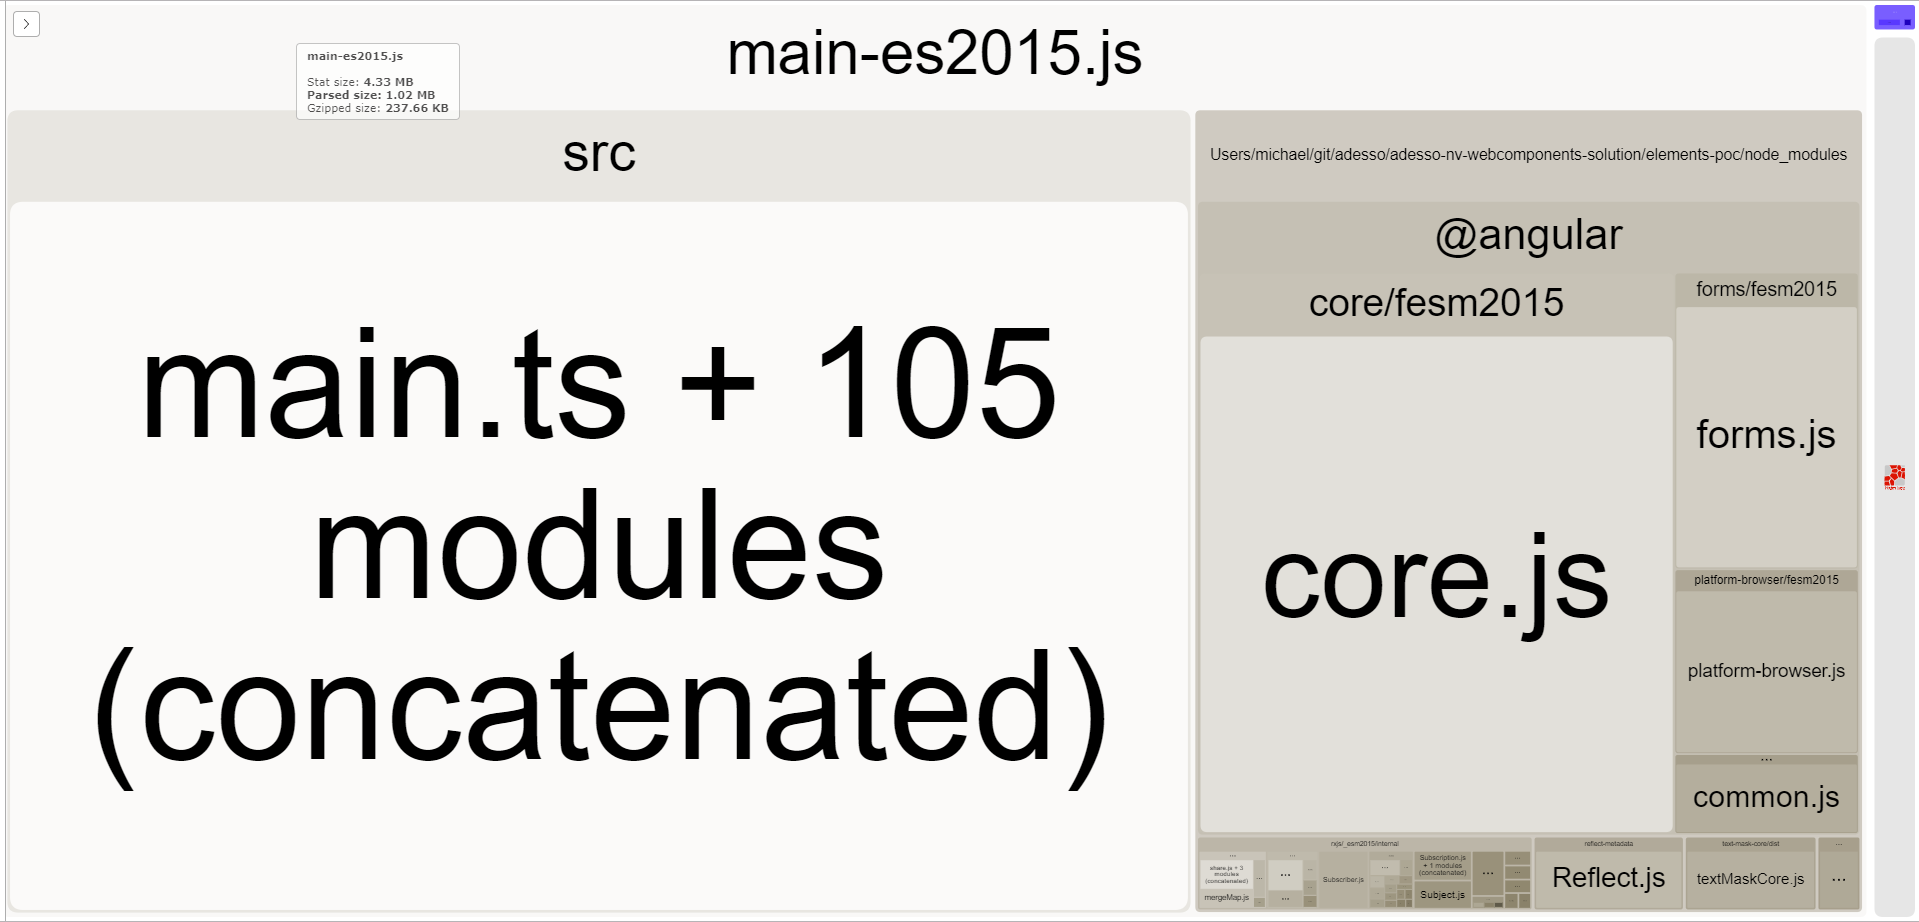 main-es2015.js
main-es2015.js
Stat size: 4.33 MB
Parsed size: 1.02 MB
Gzipped size: 237.66 KB
src
main.ts + 105
modules
(concatenated)
Users/michael/git/adesso/adesso-nv-webcomponents-solution/elements-poc/node_modules
@angular
core/fesm2015
core.js
forms/fesm2015
forms.js
platform-browser/fesm2015
platform-browser.js
...
common.js
rxjs/_esm2015/internal
...
share.js + 3
modules
(concatenated)
...
mergeMap.js
...
...
...
Subscriber.js
...
...
Subscription.js
+ 1 modules
(concatenated)
Subject.js
...
...
...
...
reflect-metadata
Reflect.js
text-mask-core/dist
textMaskCore.js
...
...